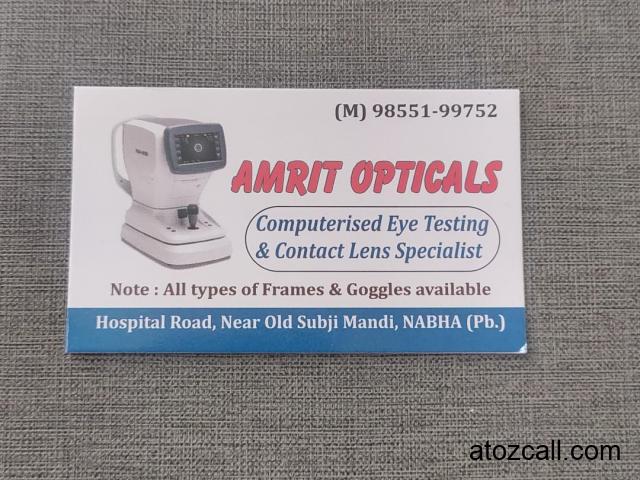 (M) 98551-99752
AMRIT OPTICALS
Computerised Eye Testing
& Contact Lens Specialist
Note : All types of Frames & Goggles available
Hospital Road, Near Old Subji Mandi, NABHA (Pb.)
atozcall.com